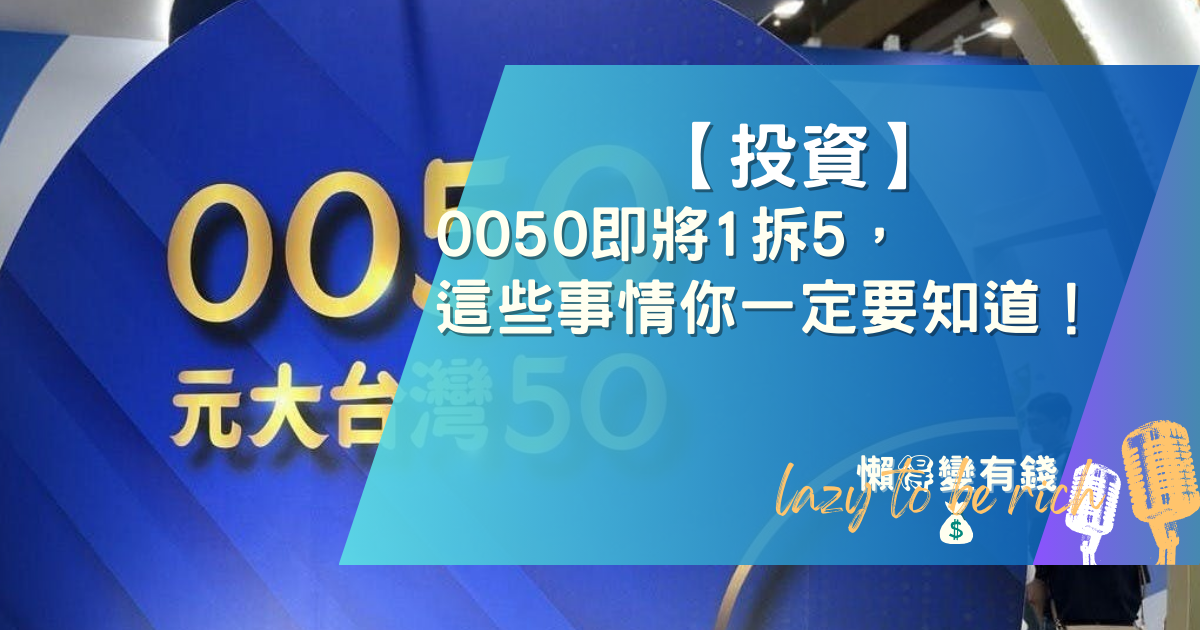 0050
元大台灣50
【投資】
0050即將1拆5，
這些事情你一定要知道！
懶得變有錢
lazy to be rich
$